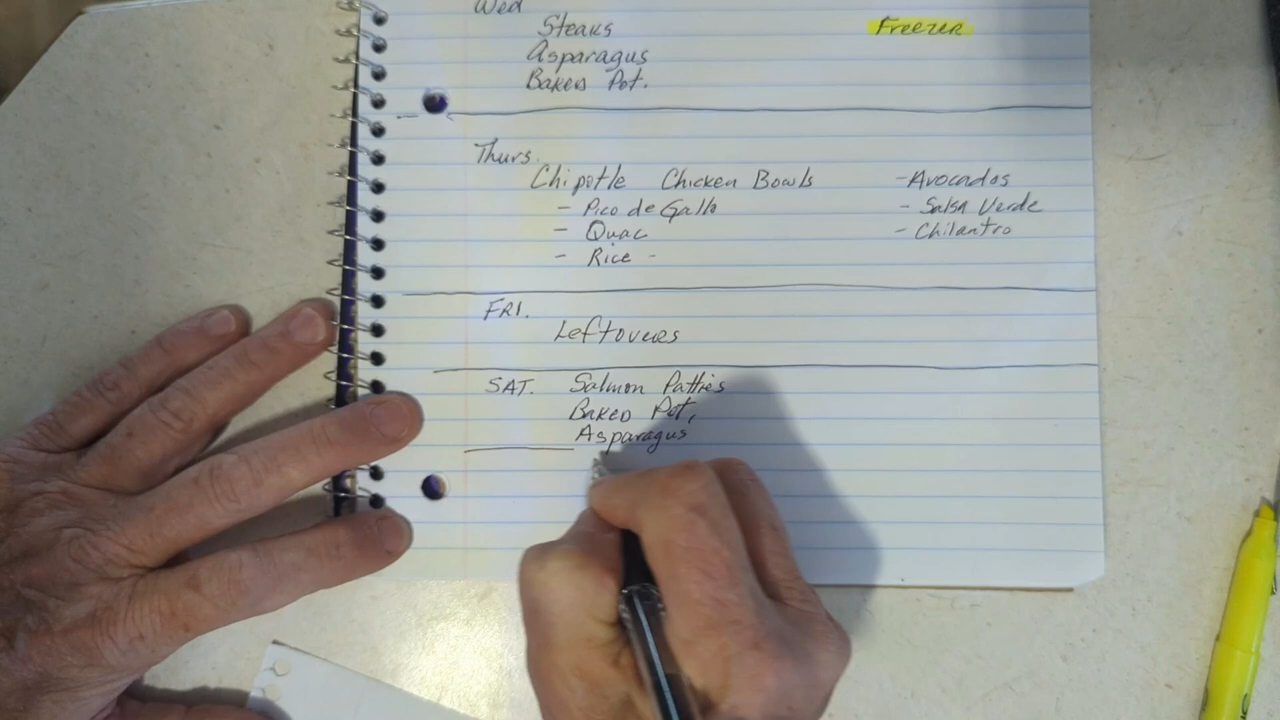 Wed
Steaks Freezer
Asparagus
Baked Pot.
Thurs.
Chipotle Chicken Bowls - Avocados
- Pico de Gallo - Salsa Verde
- Guac - Chilantro
- Rice -
FRI.
Leftovers
SAT. Salmon Patties
Baked Pot.
Asparagus